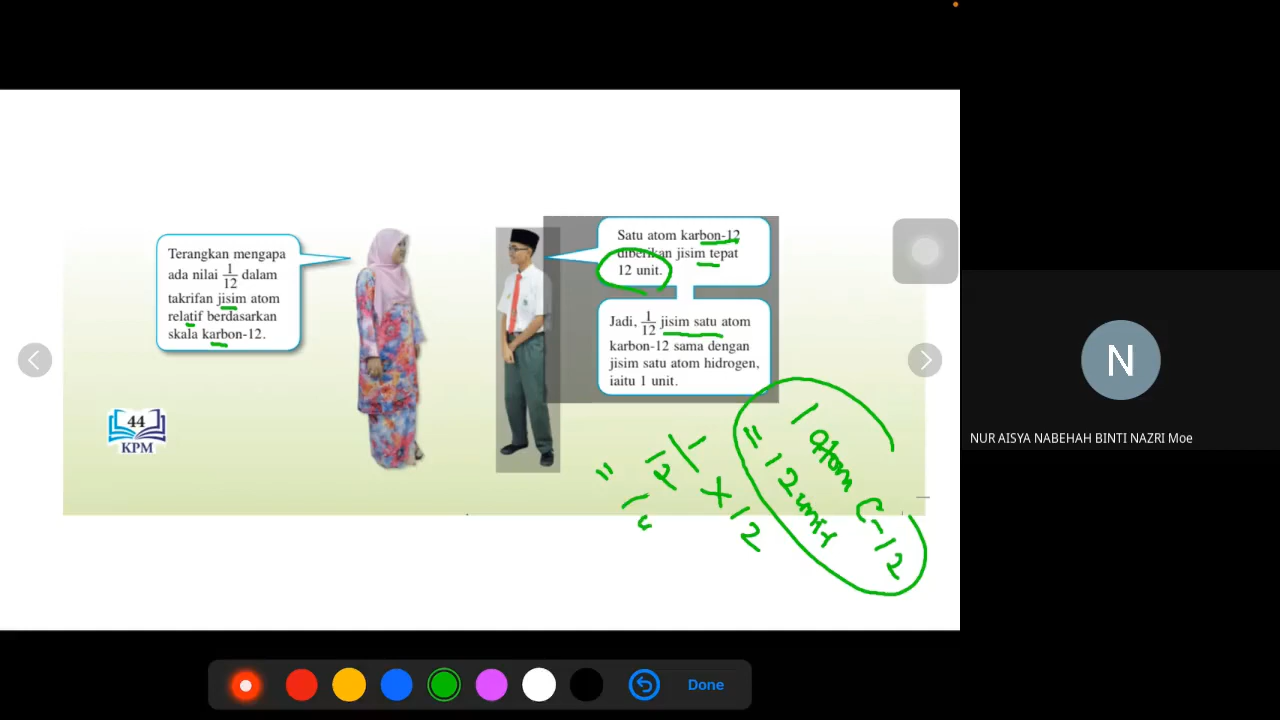 Terangkan mengapa
ada nilai 1/12 dalam
takrifan jisim atom
relatif berdasarkan
skala karbon-12.
Satu atom karbon-12
diberikan jisim tepat
12 unit.
Jadi, 1/12 jisim satu atom
karbon-12 sama dengan
jisim satu atom hidrogen,
iaitu 1 unit.
44
KPM
1 atom C-12
= 12 unit
1/12 × 12
= 1
N
NUR AISYA NABEHAH BINTI NAZRI Moe
Done